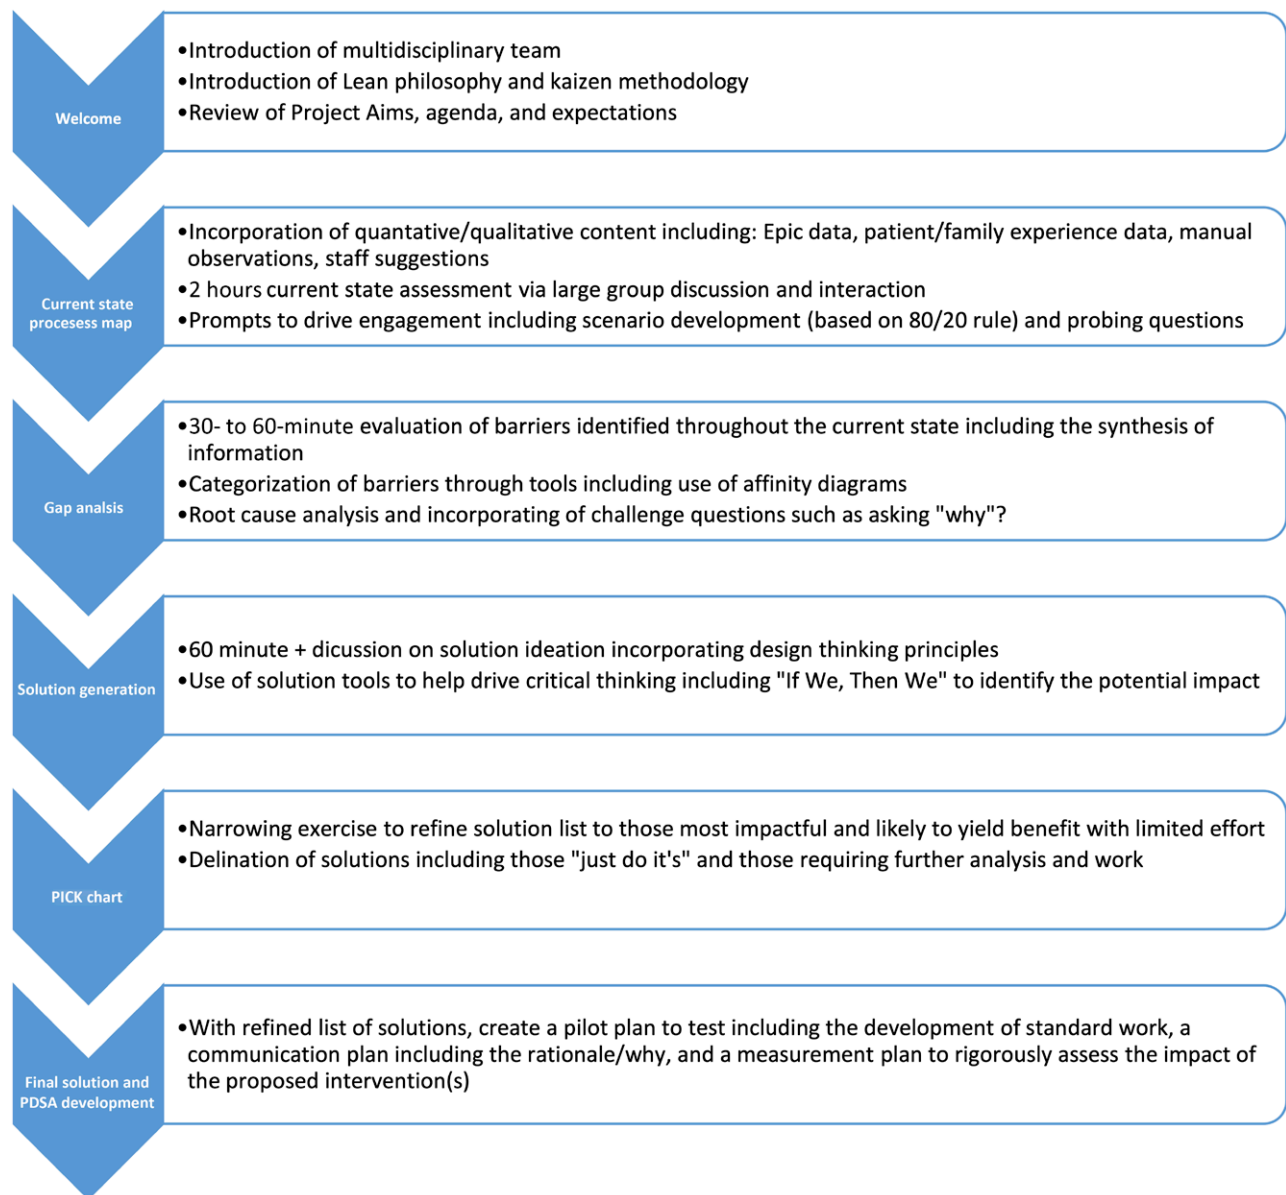 Welcome
•Introduction of multidisciplinary team
•Introduction of Lean philosophy and kaizen methodology
•Review of Project Aims, agenda, and expectations
Current state
procesess map
•Incorporation of quantative/qualitative content including: Epic data, patient/family experience data, manual
observations, staff suggestions
•2 hours current state assessment via large group discussion and interaction
•Prompts to drive engagement including scenario development (based on 80/20 rule) and probing questions
Gap analsis
•30- to 60-minute evaluation of barriers identified throughout the current state including the synthesis of
information
•Categorization of barriers through tools including use of affinity diagrams
•Root cause analysis and incorporating of challenge questions such as asking "why"?
Solution generation
•60 minute + dicussion on solution ideation incorporating design thinking principles
•Use of solution tools to help drive critical thinking including "If We, Then We" to identify the potential impact
PICK chart
•Narrowing exercise to refine solution list to those most impactful and likely to yield benefit with limited effort
•Delination of solutions including those "just do it's" and those requiring further analysis and work
Final solution and
PDSA development
•With refined list of solutions, create a pilot plan to test including the development of standard work, a
communication plan including the rationale/why, and a measurement plan to rigorously assess the impact of
the proposed intervention(s)